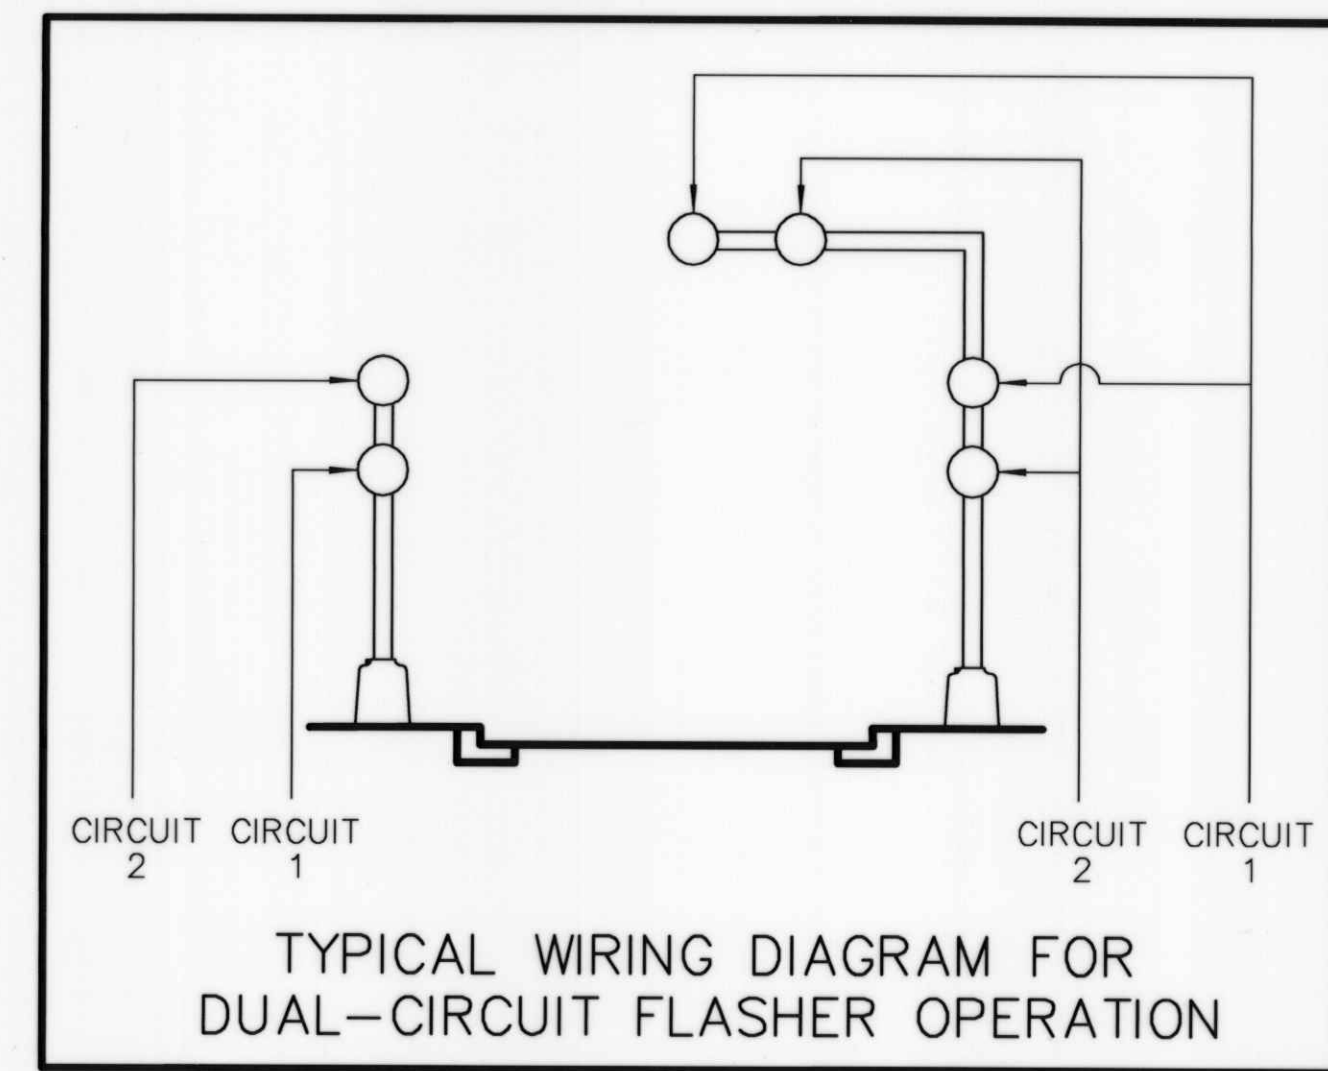 CIRCUIT
2
CIRCUIT
1
CIRCUIT
2
CIRCUIT
1
TYPICAL WIRING DIAGRAM FOR
DUAL-CIRCUIT FLASHER OPERATION